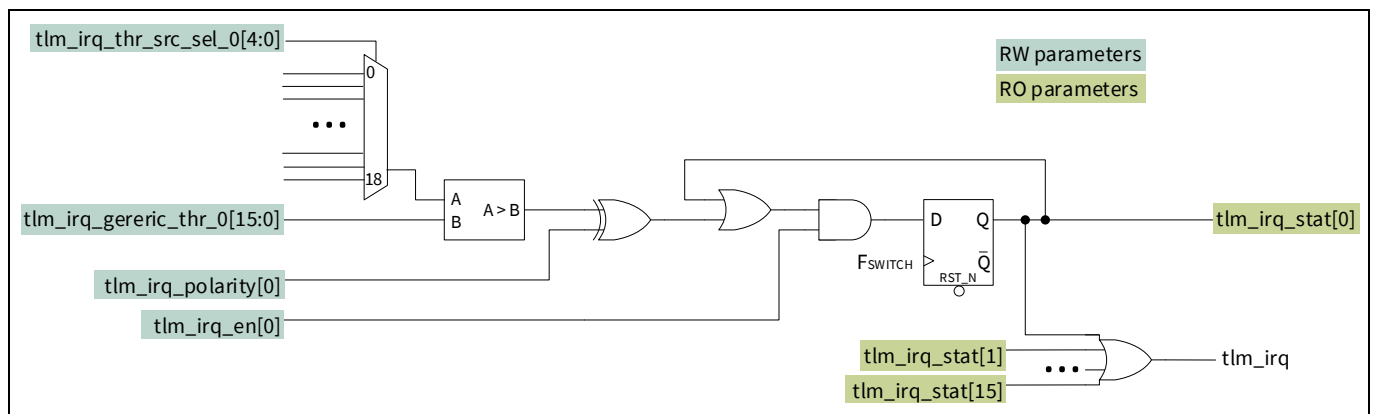 tlm_irq_thr_src_sel_0[4:0]
RW parameters
RO parameters
0
18
A
B
A > B
tlm_irq_gereric_thr_0[15:0]
D
Q
Q̅
FSWITCH
RST_N
tlm_irq_stat[0]
tlm_irq_polarity[0]
tlm_irq_en[0]
tlm_irq_stat[1]
tlm_irq_stat[15]
tlm_irq